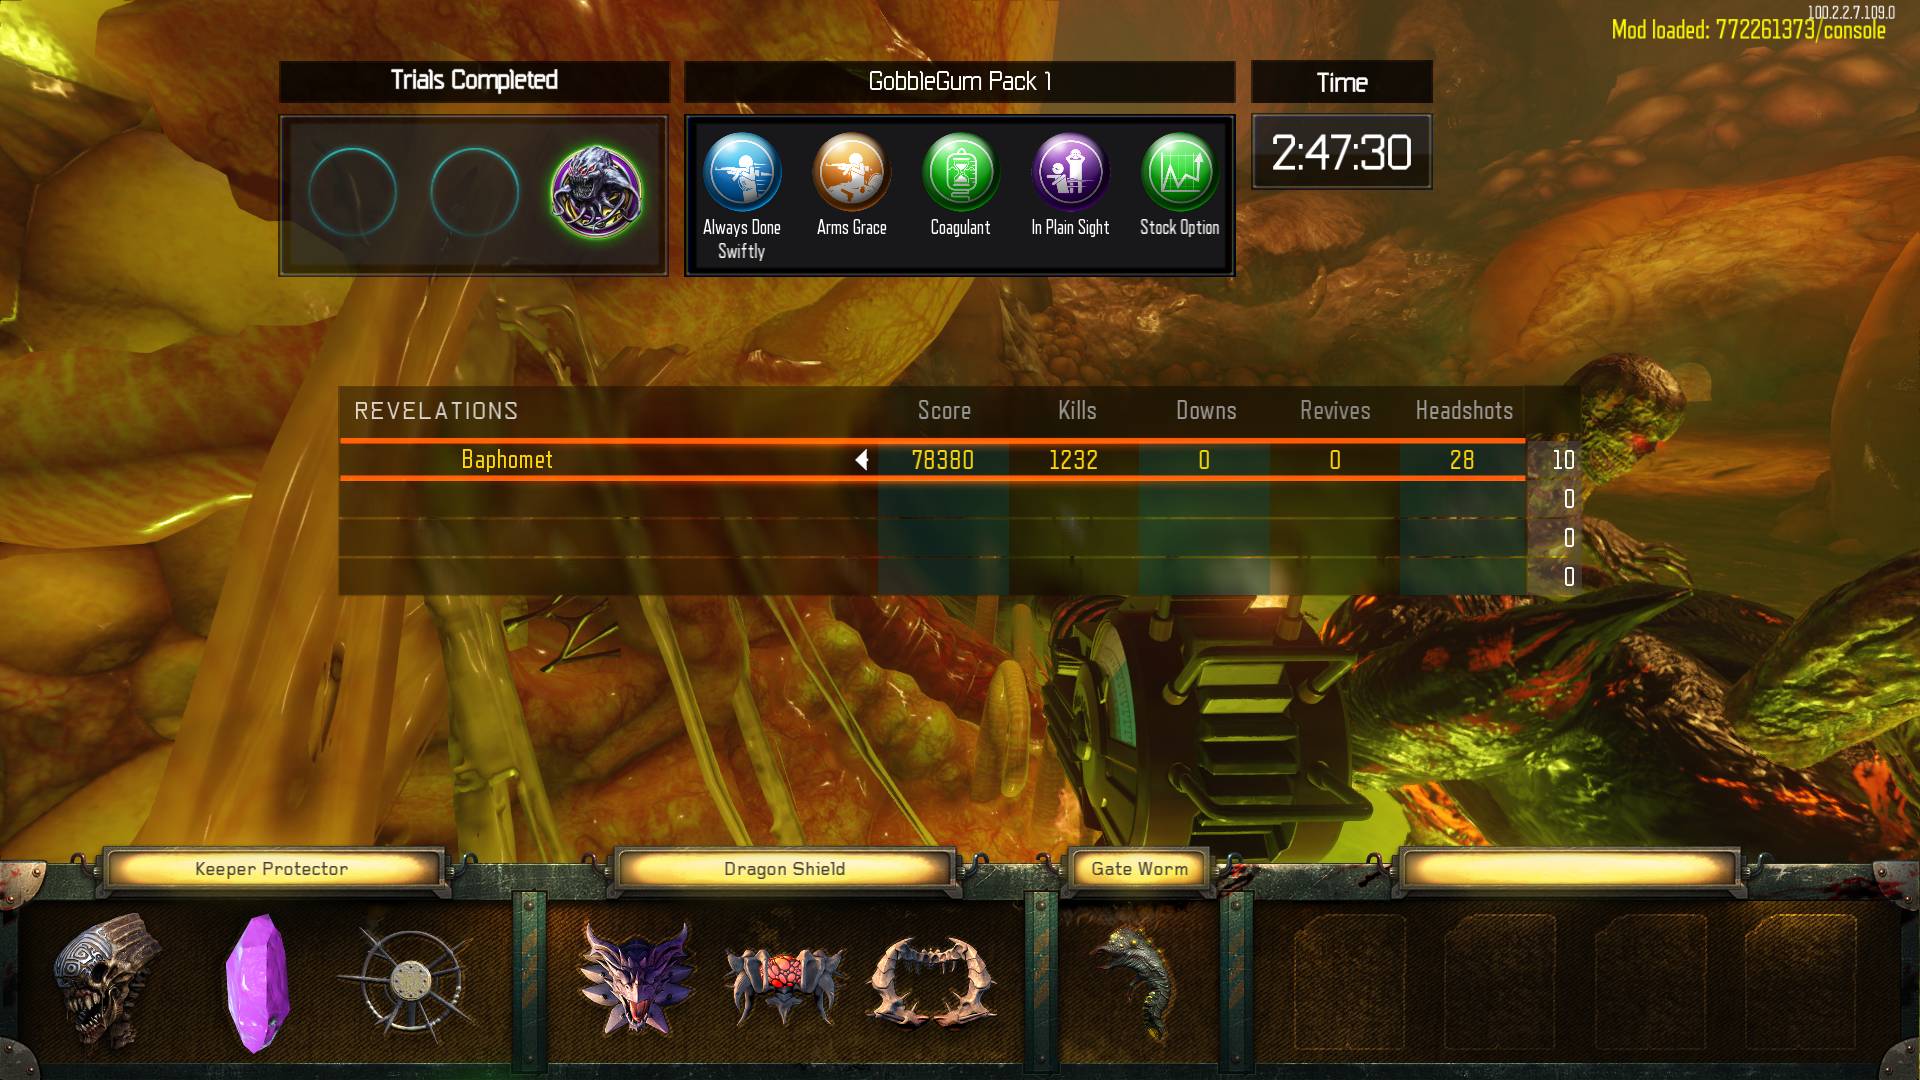 100.2.2.7.109.0
Mod loaded: 772261373/console
Trials Completed
GobbleGum Pack 1
Time
2:47:30
Always Done
Swiftly
Arms Grace
Coagulant
In Plain Sight
Stock Option
REVELATIONS Score Kills Downs Revives Headshots
Baphomet 78380 1232 0 0 28 10
0
0
0
Keeper Protector
Dragon Shield
Gate Worm